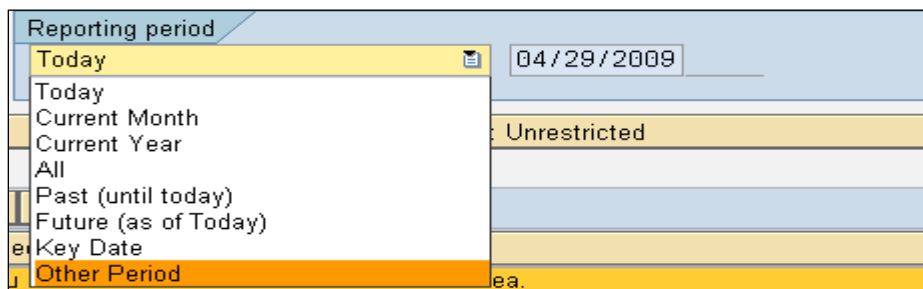 Reporting period
Today 04/29/2009
Today
Current Month
Current Year
: Unrestricted
All
Past (until today)
Future (as of Today)
Key Date
Other Period
ea.